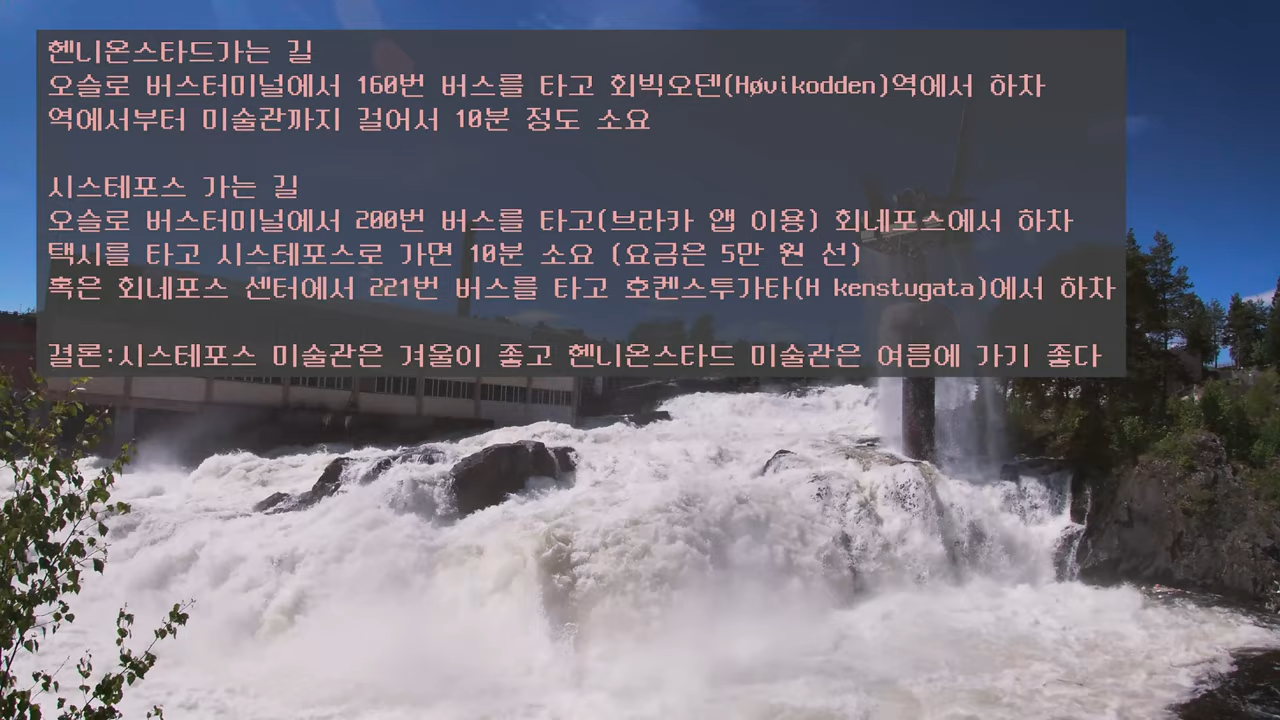 헨니온스타드가는 길
오슬로 버스터미널에서 160번 버스를 타고 회빅오덴(Høvikodden)역에서 하차
역에서부터 미술관까지 걸어서 10분 정도 소요
시스테포스 가는 길
오슬로 버스터미널에서 200번 버스를 타고(브라카 앱 이용) 회네포스에서 하차
택시를 타고 시스테포스로 가면 10분 소요 (요금은 5만 원 선)
혹은 회네포스 센터에서 221번 버스를 타고 호켄스투가타(H kenstugata)에서 하차
결론:시스테포스 미술관은 겨울이 좋고 헨니온스타드 미술관은 여름에 가기 좋다